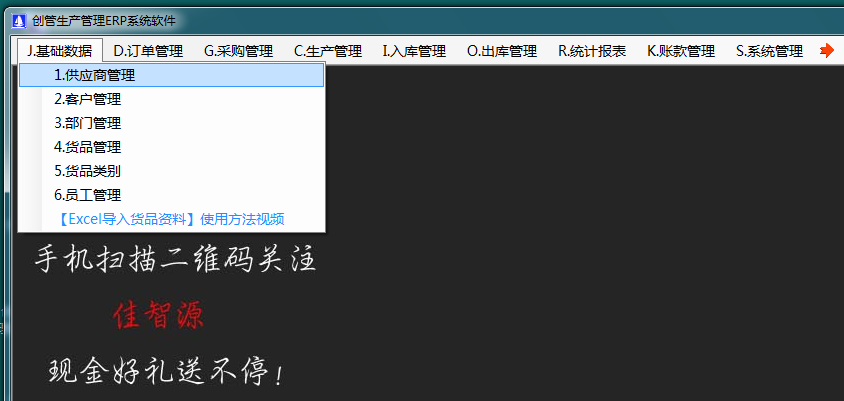 创管生产管理ERP系统软件
J.基础数据 D.订单管理 G.采购管理 C.生产管理 I.入库管理 O.出库管理 R.统计报表 K.账款管理 S.系统管理
1.供应商管理
2.客户管理
3.部门管理
4.货品管理
5.货品类别
6.员工管理
【Excel导入货品资料】使用方法视频
手机扫描二维码关注
佳智源
现金好礼送不停!